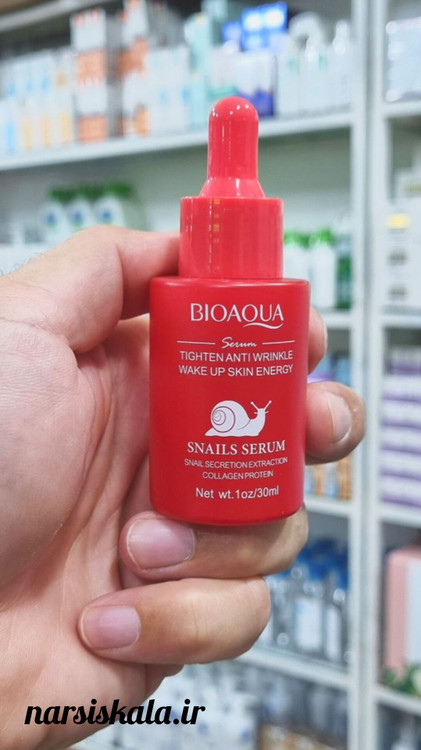 BIOAQUA
Serum
TIGHTEN ANTI WRINKLE
WAKE UP SKIN ENERGY
SNAILS SERUM
SNAIL SECRETION EXTRACTION
COLLAGEN PROTEIN
Net wt.1oz/30ml
narsiskala.ir